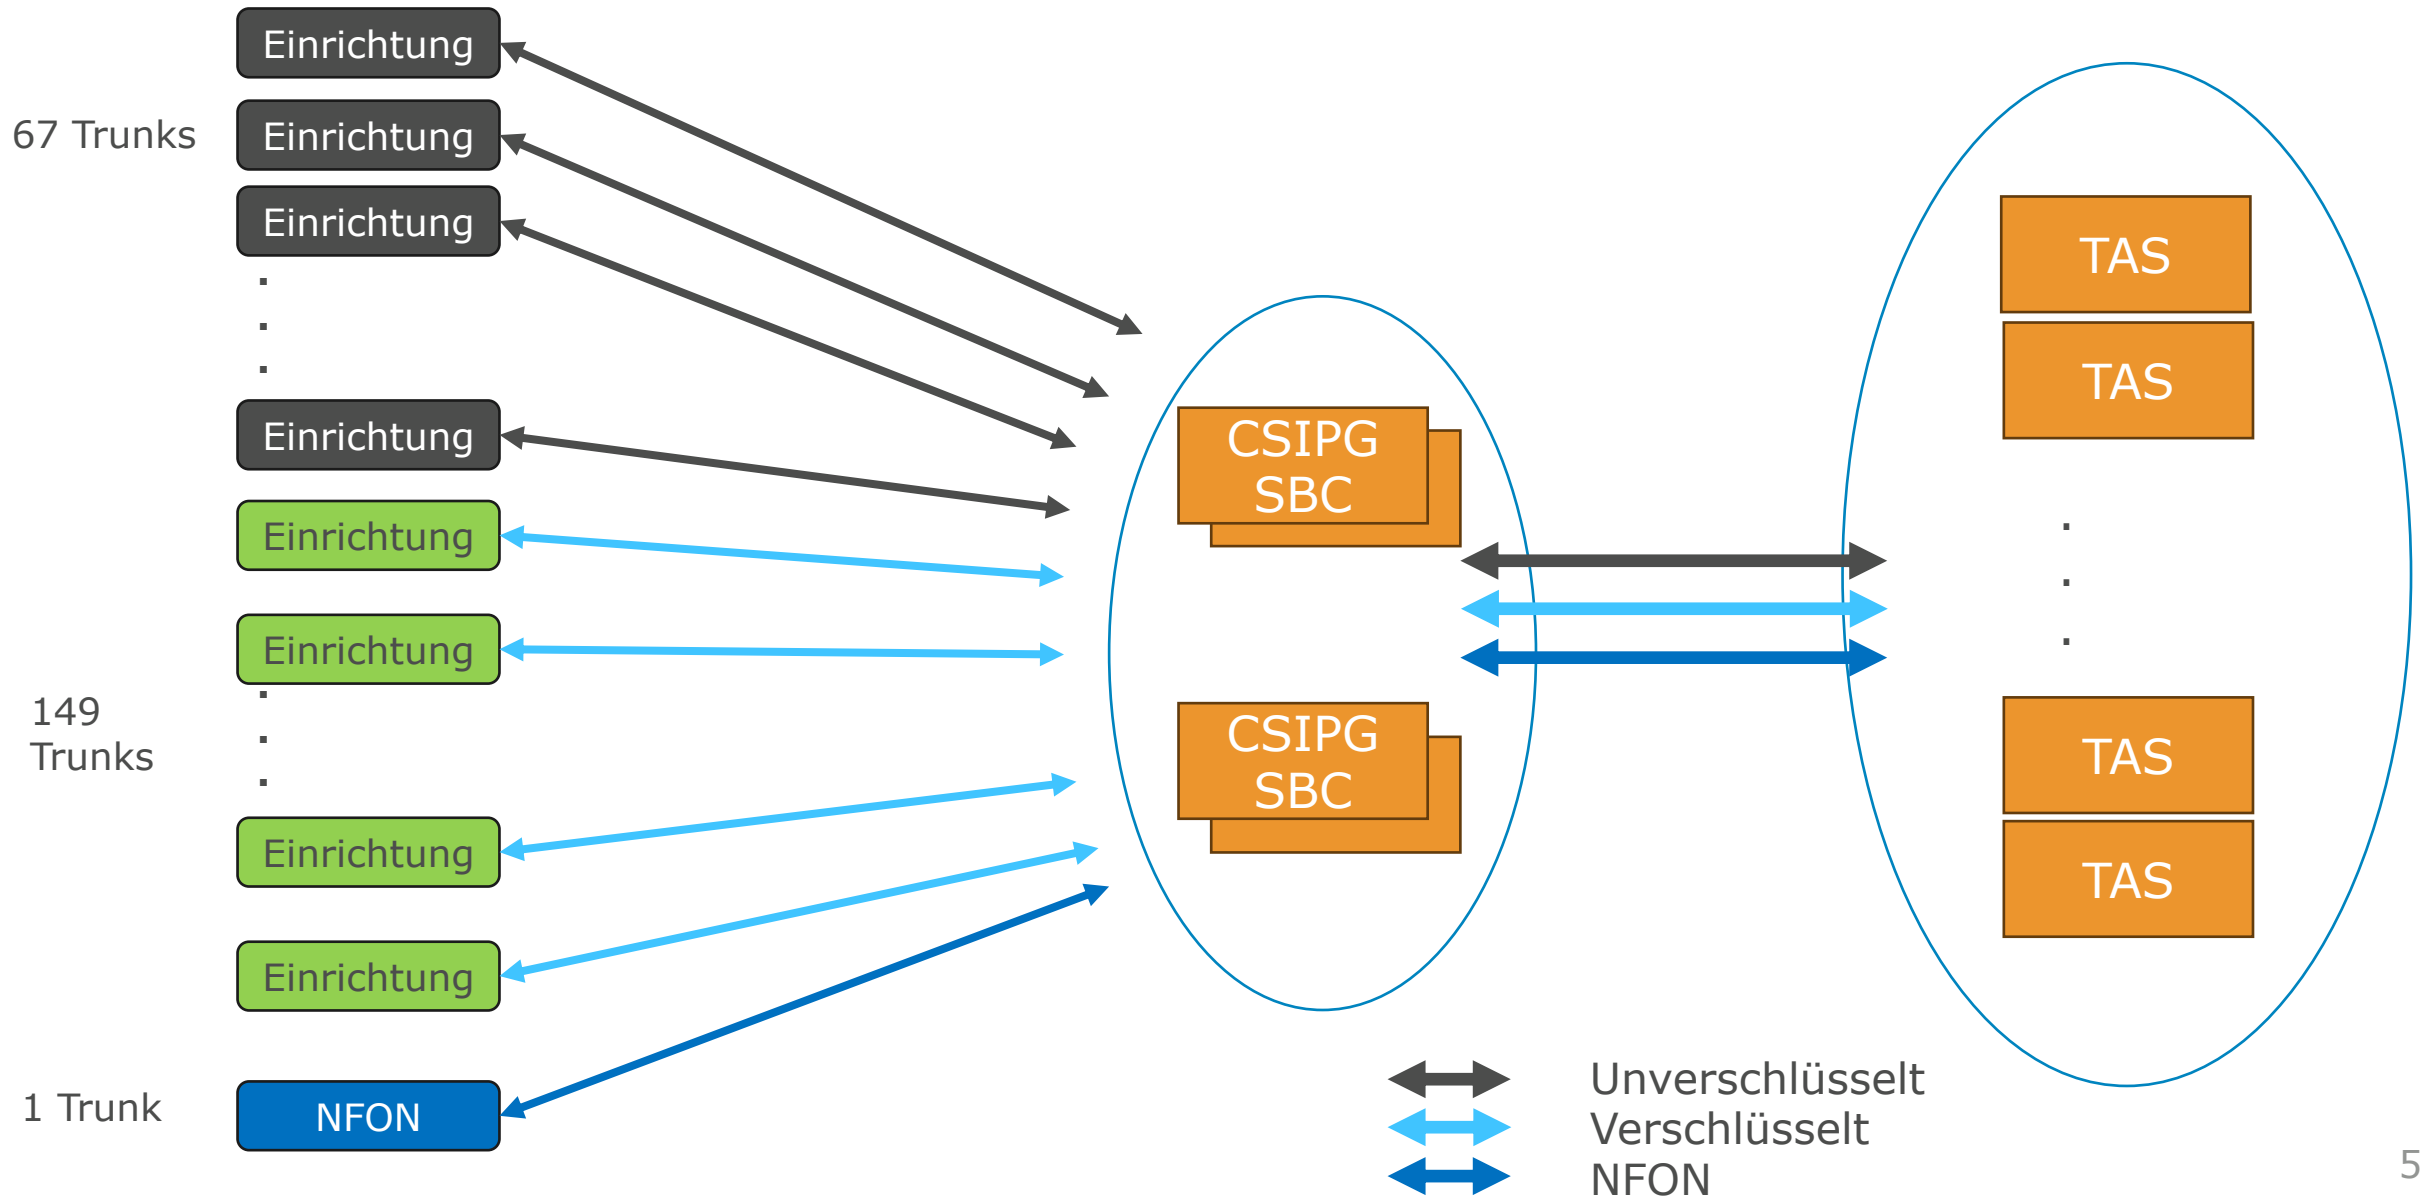 67 Trunks
Einrichtung
Einrichtung
Einrichtung
.
.
.
Einrichtung
149
Trunks
Einrichtung
Einrichtung
.
.
.
Einrichtung
Einrichtung
1 Trunk
NFON
CSIPG
SBC
CSIPG
SBC
TAS
TAS
.
.
.
TAS
TAS
Unverschlüsselt
Verschlüsselt
NFON
5